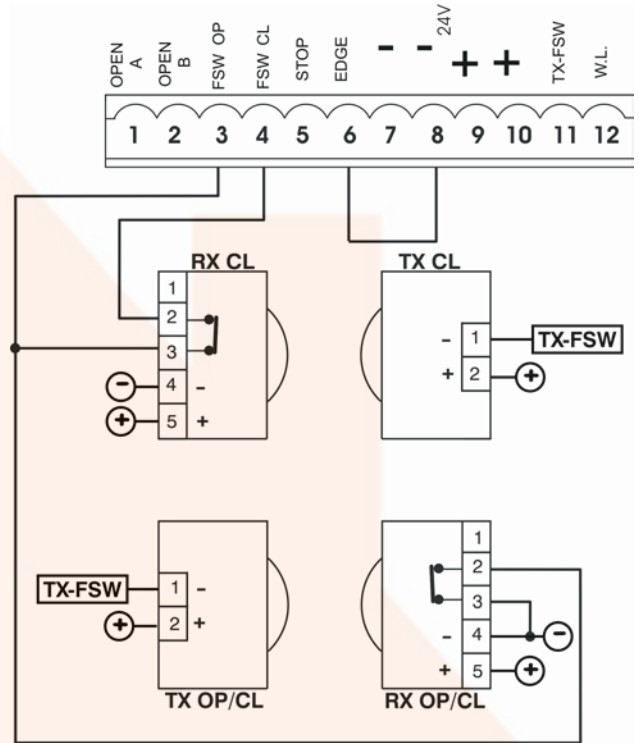 OPEN A
OPEN B
FSW OP
FSW CL
STOP
EDGE
-
-
24V
+
+
TX-FSW
W.L.
1 2 3 4 5 6 7 8 9 10 11 12
RX CL
1
2
3
4 -
5 +
-
+
TX CL
- 1 TX-FSW
+ 2 +
TX-FSW 1 -
+ 2 +
TX OP/CL
1
2
3
- 4 -
+ 5 +
RX OP/CL